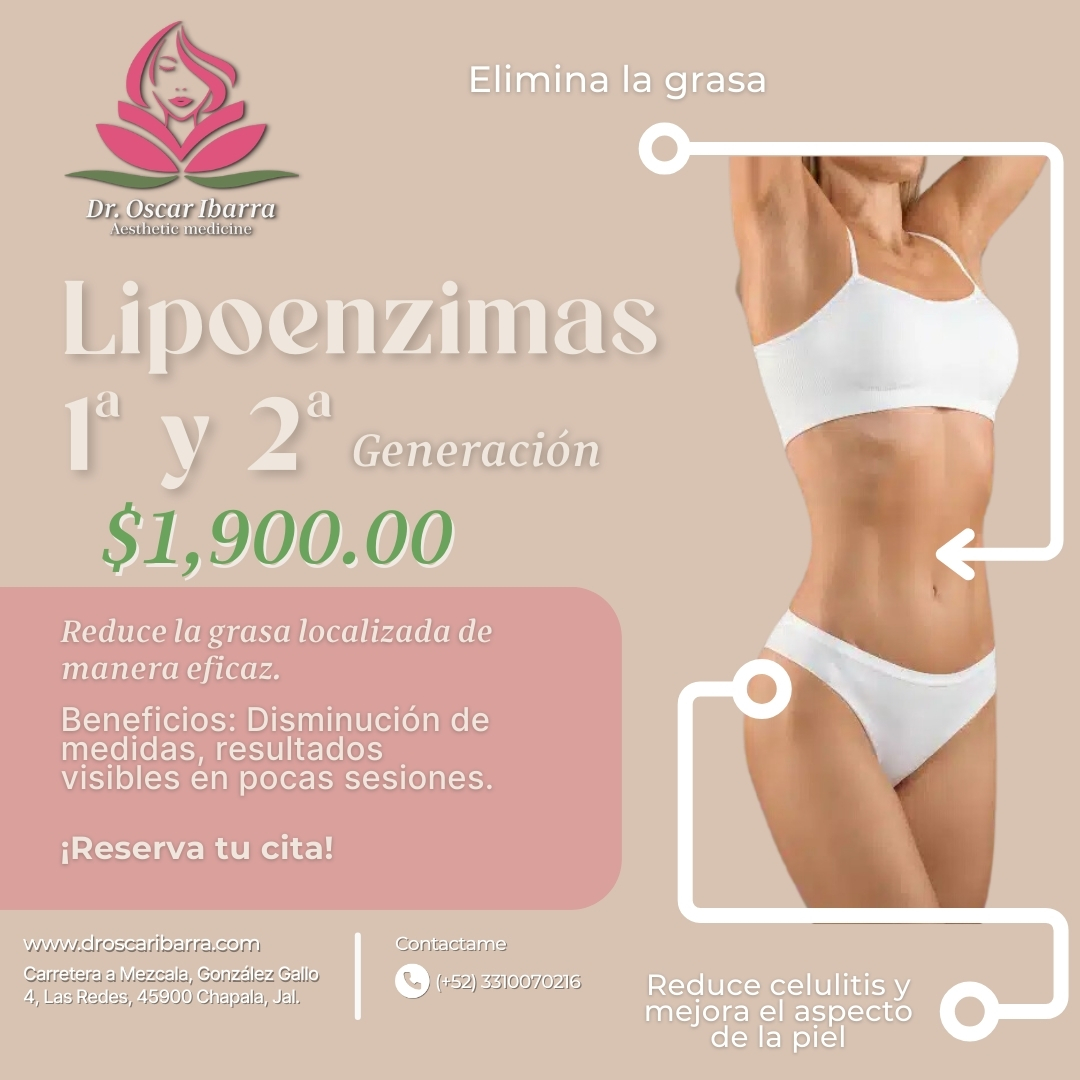 Dr. Oscar Ibarra
Aesthetic medicine
Elimina la grasa
Lipoenzimas
1ª y 2ª Generación
$1,900.00
Reduce la grasa localizada de
manera eficaz.
Beneficios: Disminución de
medidas, resultados
visibles en pocas sesiones.
¡Reserva tu cita!
www.droscaribarra.com
Carretera a Mezcala, González Gallo
4, Las Redes, 45900 Chapala, Jal.
Contactame
(+52) 3310070216
Reduce celulitis y
mejora el aspecto
de la piel